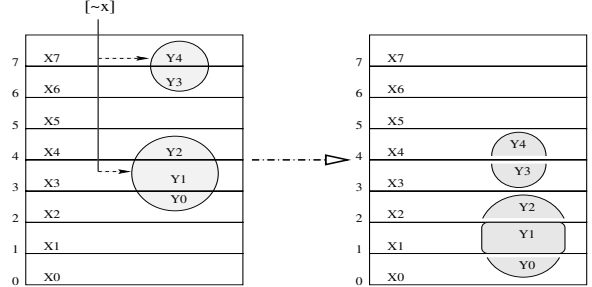 [~x]
7 X7 Y4
6 X6 Y3
5 X5
4 X4 Y2
3 X3 Y1
2 X2 Y0
1 X1
0 X0
7 X7
6 X6
5 X5
4 X4 Y4
3 X3 Y3
2 X2 Y2
1 X1 Y1
0 X0 Y0